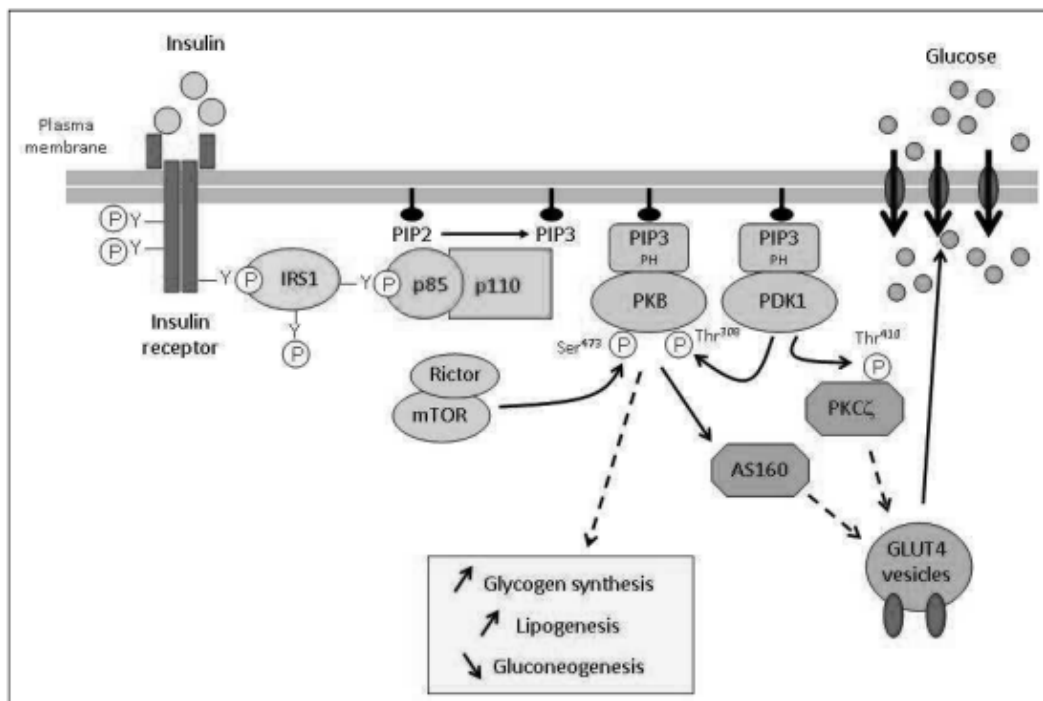 Insulin
Glucose
Plasma
membrane
P Y
P Y
PIP2
PIP3
PIP3
PH
PIP3
PH
Y P IRS1
Y P p85
p110
PKB
PDK1
Insulin
receptor
Y
P
Ser473
P
P
Thr308
Thr410
P
Rictor
mTOR
PKCζ
AS160
GLUT4
vesicles
Glycogen synthesis
Lipogenesis
Gluconeogenesis